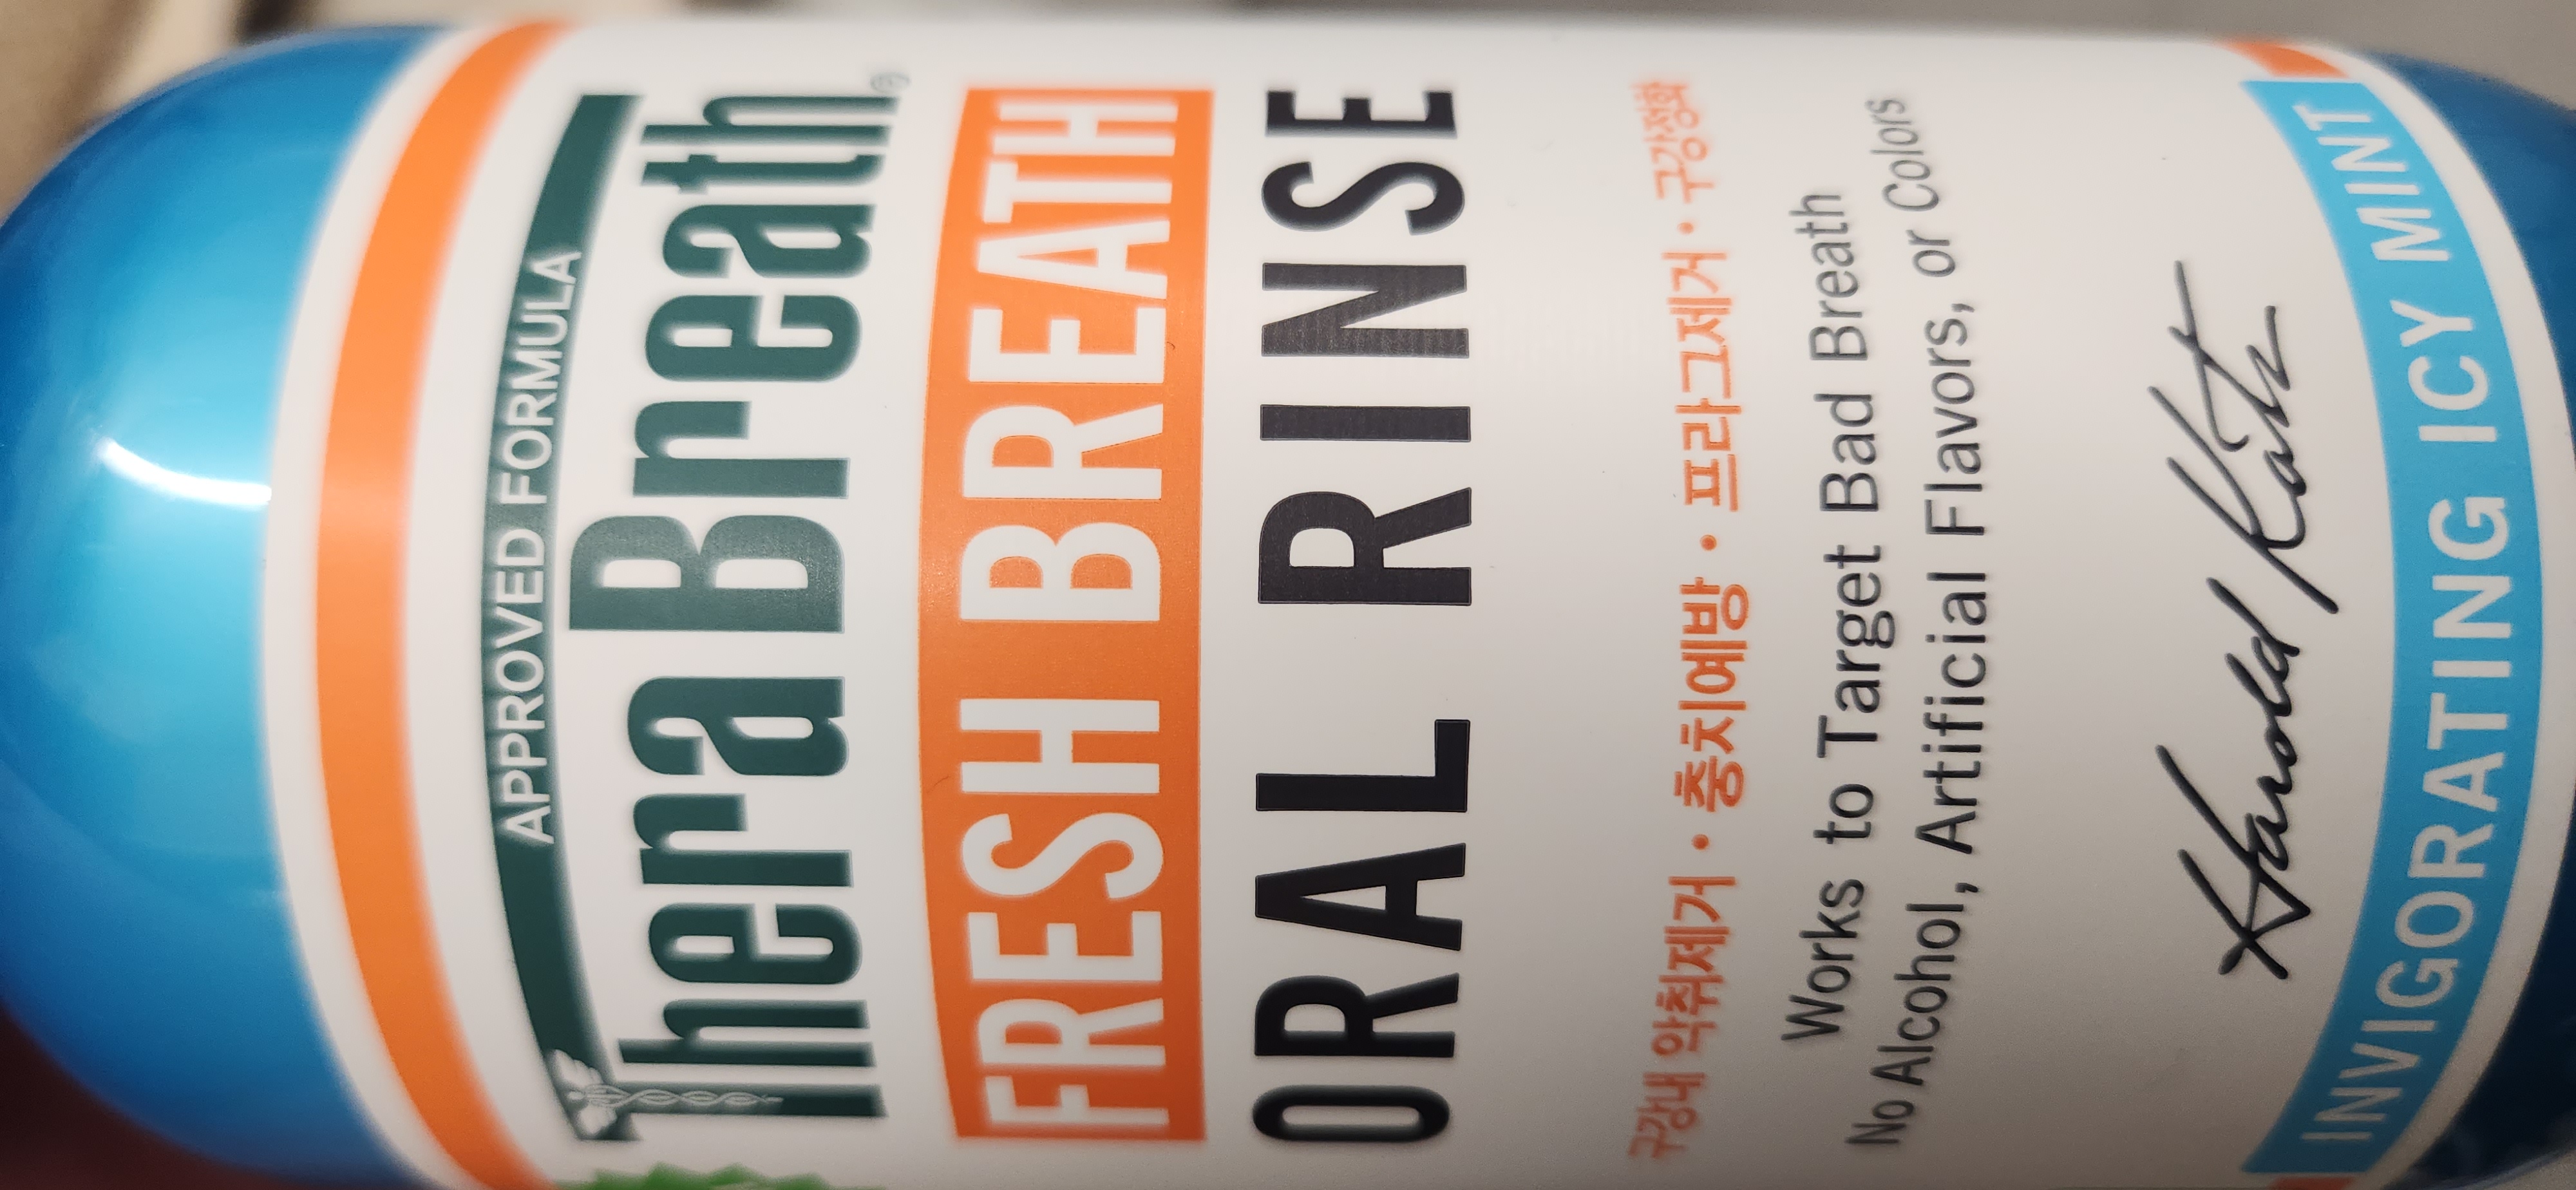 APPROVED FORMULA
TheraBreath®
FRESH BREATH
ORAL RINSE
구강내 악취제거 • 충치예방 • 프라그제거 • 구강정화
Works to Target Bad Breath
No Alcohol, Artificial Flavors, or Colors
Harold Katz
INVIGORATING ICY MINT